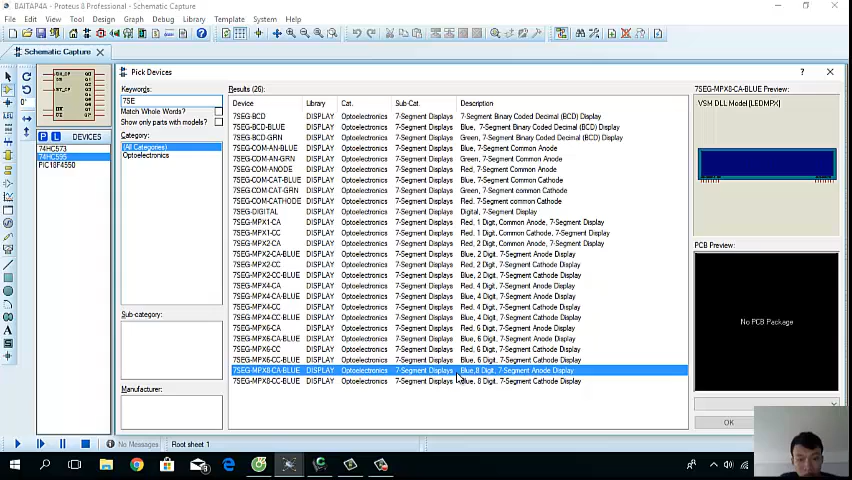 BAITAP4A - Proteus 8 Professional - Schematic Capture
File Edit View Tool Design Graph Debug Library Template System Help
Schematic Capture
Pick Devices
Keywords:
7SE
Match Whole Words?
Show only parts with models?
Category:
(All Categories)
Optoelectronics
Sub-category:
Manufacturer:
P L DEVICES
74HC573
74HC595
PIC18F4550
Results (26):
Device Library Cat. Sub-Cat. Description
7SEG-BCD DISPLAY Optoelectronics 7-Segment Displays 7-Segment Binary Coded Decimal (BCD) Display
7SEG-BCD-BLUE DISPLAY Optoelectronics 7-Segment Displays Blue, 7-Segment Binary Coded Decimal (BCD) Display
7SEG-BCD-GRN DISPLAY Optoelectronics 7-Segment Displays Green, 7-Segment Binary Coded Decimal (BCD) Display
7SEG-COM-AN-BLUE DISPLAY Optoelectronics 7-Segment Displays Blue, 7-Segment Common Anode
7SEG-COM-AN-GRN DISPLAY Optoelectronics 7-Segment Displays Green, 7-Segment Common Anode
7SEG-COM-ANODE DISPLAY Optoelectronics 7-Segment Displays Red, 7-Segment Common Anode
7SEG-COM-CAT-BLUE DISPLAY Optoelectronics 7-Segment Displays Blue, 7-Segment common Cathode
7SEG-COM-CAT-GRN DISPLAY Optoelectronics 7-Segment Displays Green, 7-Segment common Cathode
7SEG-COM-CATHODE DISPLAY Optoelectronics 7-Segment Displays Red, 7-Segment common Cathode
7SEG-DIGITAL DISPLAY Optoelectronics 7-Segment Displays Digital, 7-Segment Display
7SEG-MPX1-CA DISPLAY Optoelectronics 7-Segment Displays Red, 1 Digit, Common Anode, 7-Segment Display
7SEG-MPX1-CC DISPLAY Optoelectronics 7-Segment Displays Red, 1 Digit, Common Cathode, 7-Segment Display
7SEG-MPX2-CA DISPLAY Optoelectronics 7-Segment Displays Red, 2 Digit, Common Anode, 7-Segment Display
7SEG-MPX2-CA-BLUE DISPLAY Optoelectronics 7-Segment Displays Blue, 2 Digit, 7-Segment Anode Display
7SEG-MPX2-CC DISPLAY Optoelectronics 7-Segment Displays Red, 2 Digit, 7-Segment Cathode Display
7SEG-MPX2-CC-BLUE DISPLAY Optoelectronics 7-Segment Displays Blue, 2 Digit, 7-Segment Cathode Display
7SEG-MPX4-CA DISPLAY Optoelectronics 7-Segment Displays Red, 4 Digit, 7-Segment Anode Display
7SEG-MPX4-CA-BLUE DISPLAY Optoelectronics 7-Segment Displays Blue, 4 Digit, 7-Segment Anode Display
7SEG-MPX4-CC DISPLAY Optoelectronics 7-Segment Displays Red, 4 Digit, 7-Segment Cathode Display
7SEG-MPX4-CC-BLUE DISPLAY Optoelectronics 7-Segment Displays Blue, 4 Digit, 7-Segment Cathode Display
7SEG-MPX6-CA DISPLAY Optoelectronics 7-Segment Displays Red, 6 Digit, 7-Segment Anode Display
7SEG-MPX6-CA-BLUE DISPLAY Optoelectronics 7-Segment Displays Blue, 6 Digit, 7-Segment Anode Display
7SEG-MPX6-CC DISPLAY Optoelectronics 7-Segment Displays Red, 6 Digit, 7-Segment Cathode Display
7SEG-MPX6-CC-BLUE DISPLAY Optoelectronics 7-Segment Displays Blue, 6 Digit, 7-Segment Cathode Display
7SEG-MPX8-CA-BLUE DISPLAY Optoelectronics 7-Segment Displays Blue,8 Digit, 7-Segment Anode Display
7SEG-MPX8-CC-BLUE DISPLAY Optoelectronics 7-Segment Displays Blue, 8 Digit, 7-Segment Cathode Display
7SEG-MPX8-CA-BLUE Preview:
VSM DLL Model [LEDMPX]
PCB Preview:
No PCB Package
OK
No Messages Root sheet 1